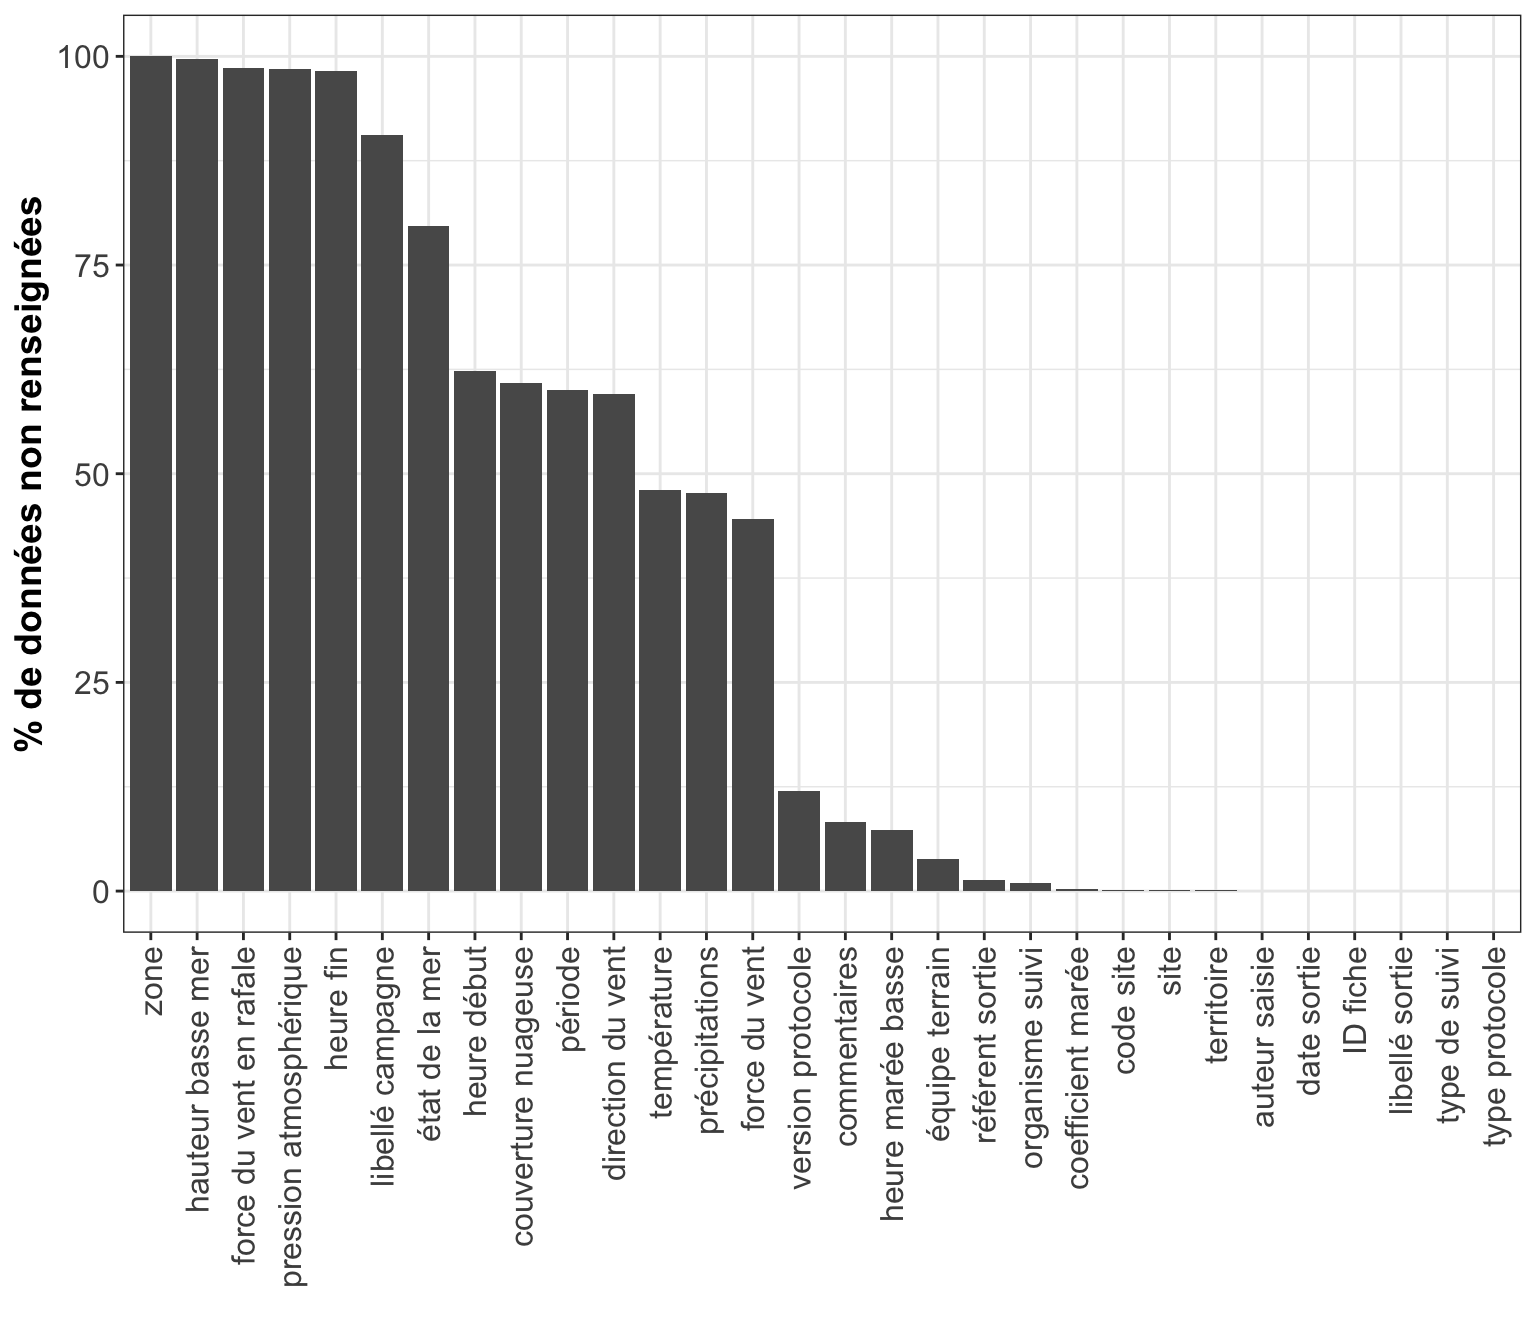 % de données non renseignées
100
75
50
25
0
zone
hauteur basse mer
force du vent en rafale
pression atmosphérique
heure fin
libellé campagne
état de la mer
heure début
couverture nuageuse
période
direction du vent
température
précipitations
force du vent
version protocole
commentaires
heure marée basse
équipe terrain
référent sortie
organisme suivi
coefficient marée
code site
site
territoire
auteur saisie
date sortie
ID fiche
libellé sortie
type de suivi
type protocole